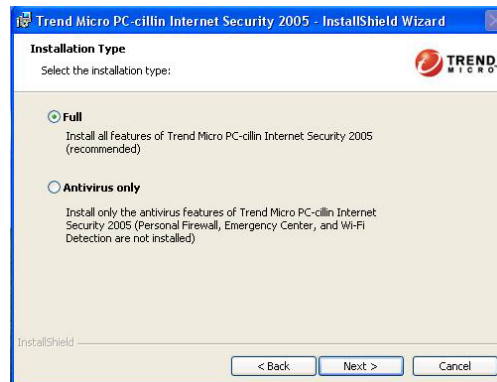 Trend Micro PC-cillin Internet Security 2005 - InstallShield Wizard
Installation Type
Select the installation type:
TREND
MICRO
Full
Install all features of Trend Micro PC-cillin Internet Security 2005
(recommended)
Antivirus only
Install only the antivirus features of Trend Micro PC-cillin Internet
Security 2005 (Personal Firewall, Emergency Center, and Wi-Fi
Detection are not installed)
InstallShield
< Back
Next >
Cancel